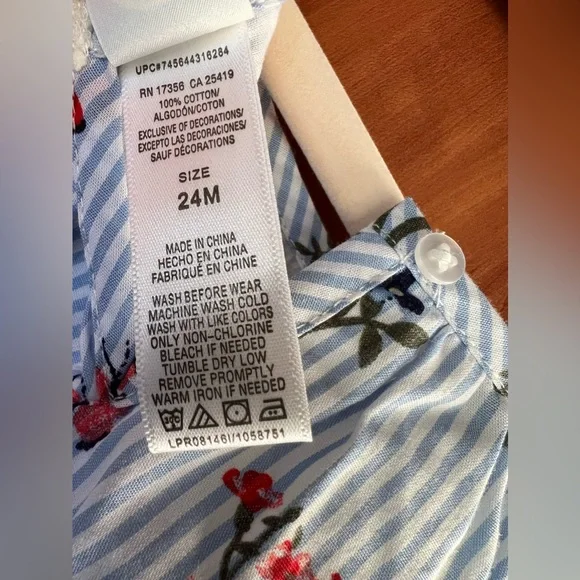 UPC#745644316284
RN 17356 CA 25419
100% COTTON/
ALGODÓN/COTON
EXCLUSIVE OF DECORATIONS/
EXCEPTO LAS DECORACIONES/
SAUF DÉCORATIONS
SIZE
24M
MADE IN CHINA
HECHO EN CHINA
FABRIQUÉ EN CHINE
WASH BEFORE WEAR
MACHINE WASH COLD
WASH WITH LIKE COLORS
ONLY NON-CHLORINE
BLEACH IF NEEDED
TUMBLE DRY LOW
REMOVE PROMPTLY
WARM IRON IF NEEDED
LPR08146I/1058751